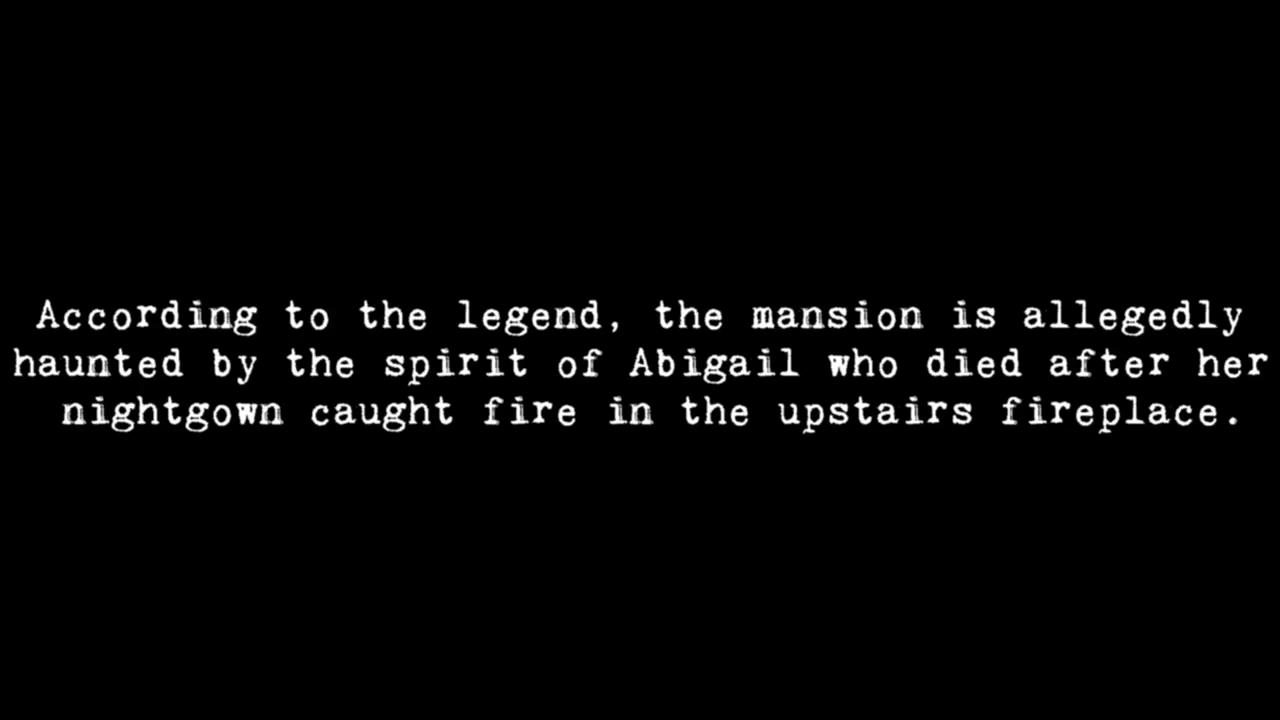 According to the legend, the mansion is allegedly
haunted by the spirit of Abigail who died after her
nightgown caught fire in the upstairs fireplace.